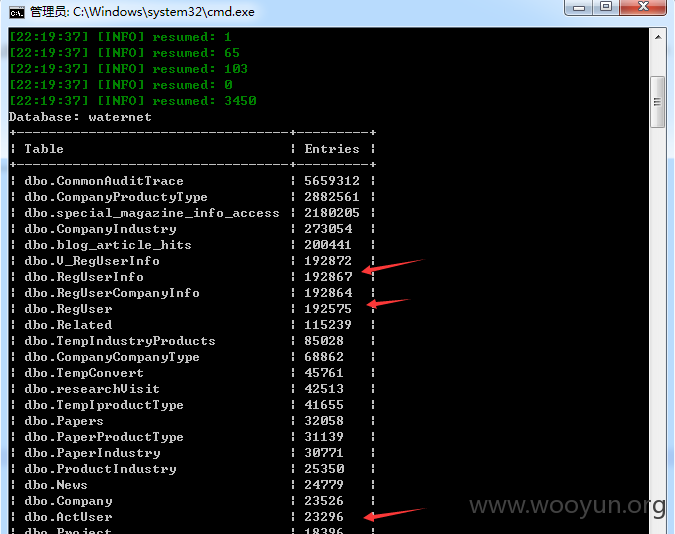 管理员: C:\Windows\system32\cmd.exe
[22:19:37] [INFO] resumed: 1
[22:19:37] [INFO] resumed: 65
[22:19:37] [INFO] resumed: 103
[22:19:37] [INFO] resumed: 0
[22:19:37] [INFO] resumed: 3450
Database: waternet
+----------------------------------+---------+
| Table | Entries |
+----------------------------------+---------+
| dbo.CommonAuditTrace | 5659312 |
| dbo.CompanyProductyType | 2882561 |
| dbo.special_magazine_info_access | 2180205 |
| dbo.CompanyIndustry | 273054 |
| dbo.blog_article_hits | 200441 |
| dbo.U_RegUserInfo | 192872 |
| dbo.RegUserInfo | 192867 |
| dbo.RegUserCompanyInfo | 192864 |
| dbo.RegUser | 192575 |
| dbo.Related | 115239 |
| dbo.TempIndustryProducts | 85028 |
| dbo.CompanyCompanyType | 68862 |
| dbo.TempConvert | 45761 |
| dbo.researchVisit | 42513 |
| dbo.TempIproductType | 41655 |
| dbo.Papers | 32058 |
| dbo.PaperProductType | 31139 |
| dbo.PaperIndustry | 30771 |
| dbo.ProductIndustry | 25350 |
| dbo.News | 24779 |
| dbo.Company | 23526 |
| dbo.ActUser | 23296 |
| dbo.Project | 18396 |
www.wooyun.org